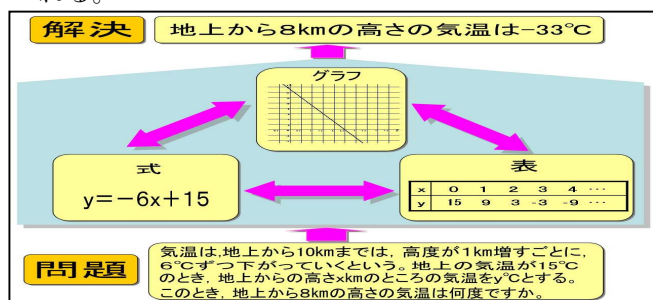 れる。
解決 地上から8kmの高さの気温は-33℃
グラフ
式
y=-6x+15
表
x 0 1 2 3 4 …
y 15 9 3 -3 -9 …
問題
気温は,地上から10kmまでは, 高度が1km増すごとに,
6℃ずつ下がっていくという。地上の気温が15℃
のとき, 地上からの高さxkmのところの気温をy℃とする。
このとき, 地上から8kmの高さの気温は何度ですか。